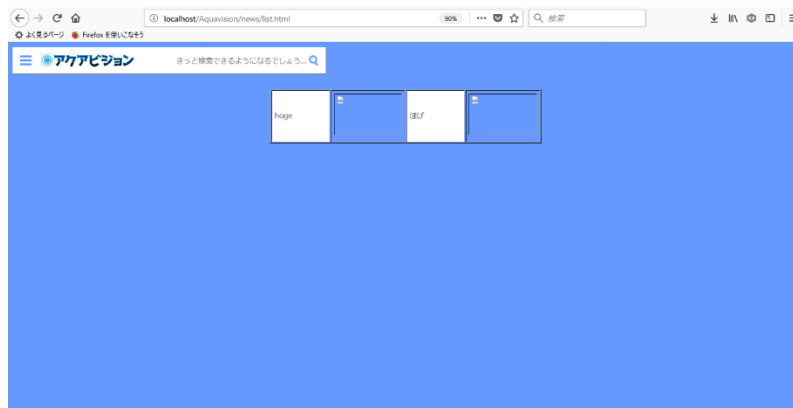 localhost/Aquavision/news/list.html
90%
検索
よく見るページ
Firefox を使いこなそう
アクアビジョン
きっと検索できるようになるでしょう...
hoge
ほげ